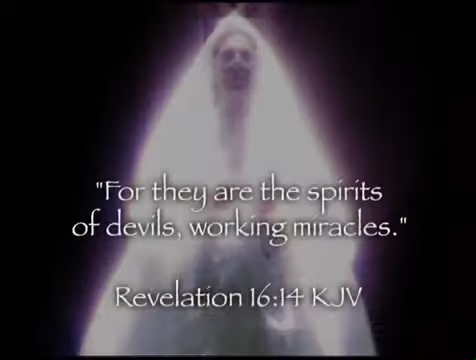 "For they are the spirits
of devils, working miracles."
Revelation 16:14 KJV